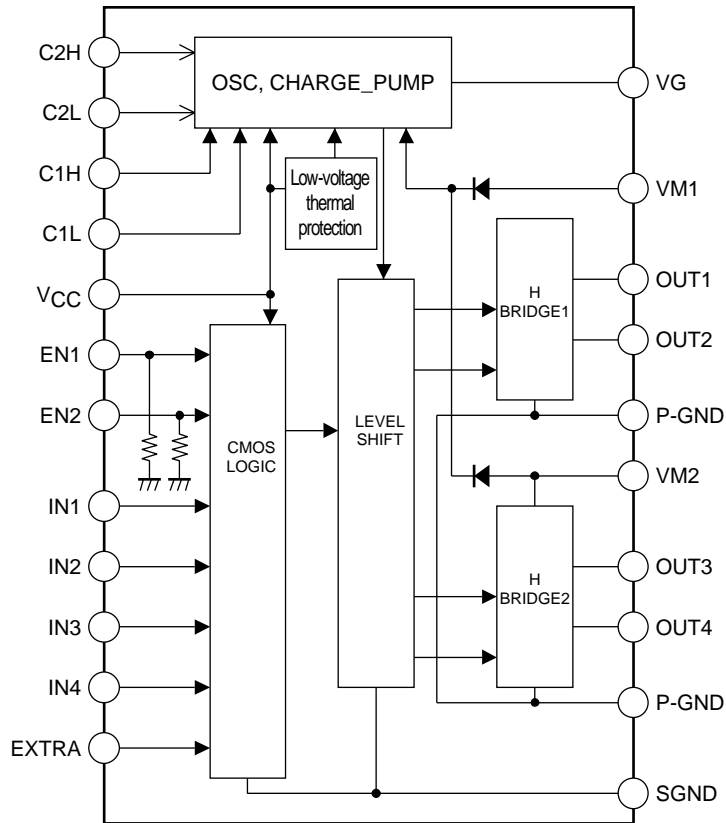 C2H
C2L
C1H
C1L
VCC
EN1
EN2
IN1
IN2
IN3
IN4
EXTRA
OSC, CHARGE_PUMP
Low-voltage
thermal
protection
CMOS
LOGIC
LEVEL
SHIFT
H
BRIDGE1
H
BRIDGE2
VG
VM1
OUT1
OUT2
P-GND
VM2
OUT3
OUT4
P-GND
SGND